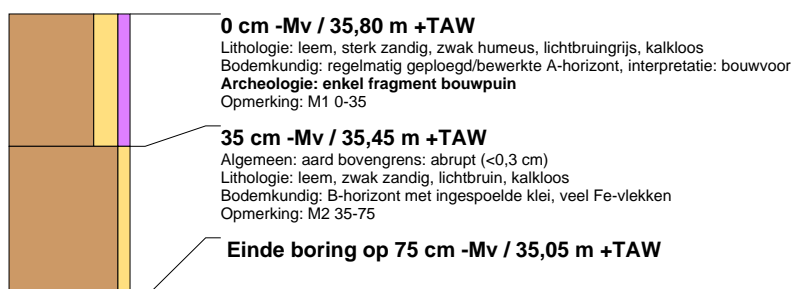 0 cm -Mv / 35,80 m +TAW
Lithologie: leem, sterk zandig, zwak humeus, lichtbruingrijs, kalkloos
Bodemkundig: regelmatig geploegd/bewerkte A-horizont, interpretatie: bouwvoor
Archeologie: enkel fragment bouwpuin
Opmerking: M1 0-35
35 cm -Mv / 35,45 m +TAW
Algemeen: aard bovengrens: abrupt (<0,3 cm)
Lithologie: leem, zwak zandig, lichtbruin, kalkloos
Bodemkundig: B-horizont met ingespoelde klei, veel Fe-vlekken
Opmerking: M2 35-75
Einde boring op 75 cm -Mv / 35,05 m +TAW